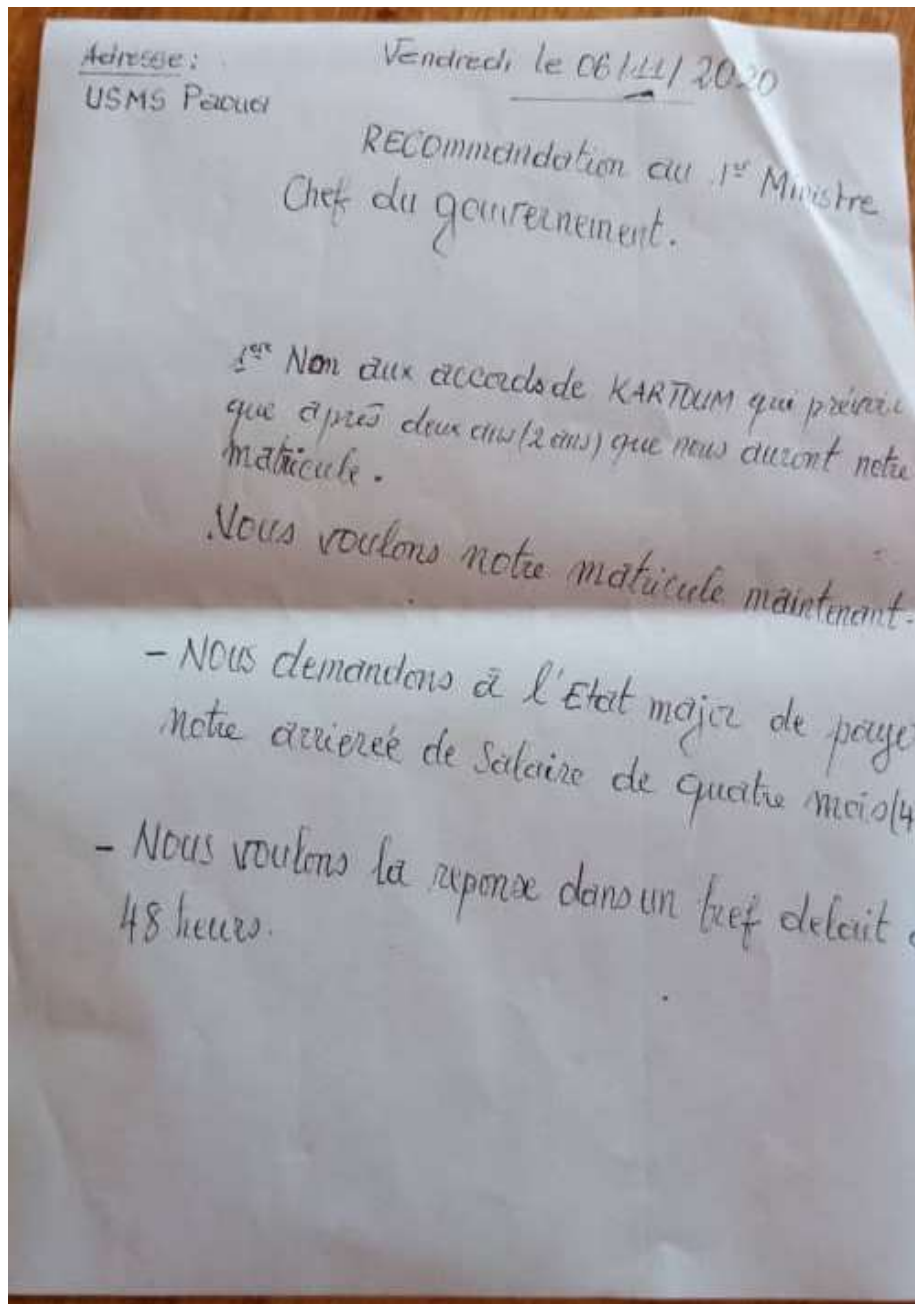 Adresse :
Vendredi le 06/11/2020
USMS Paoua
RECommandation au 1er Ministre
Chef du gouvernement.
1ere Non aux accords de KARTOUM qui prévoi
que après deux ans (2 ans) que nous auront notre
matricule.
Nous voulons notre matricule maintenant-
- Nous demandons à l'Etat major de paye
notre arriereé de Salaire de quatre mois (4
- Nous voulons la reponse dans un bref delait
48 heurs.